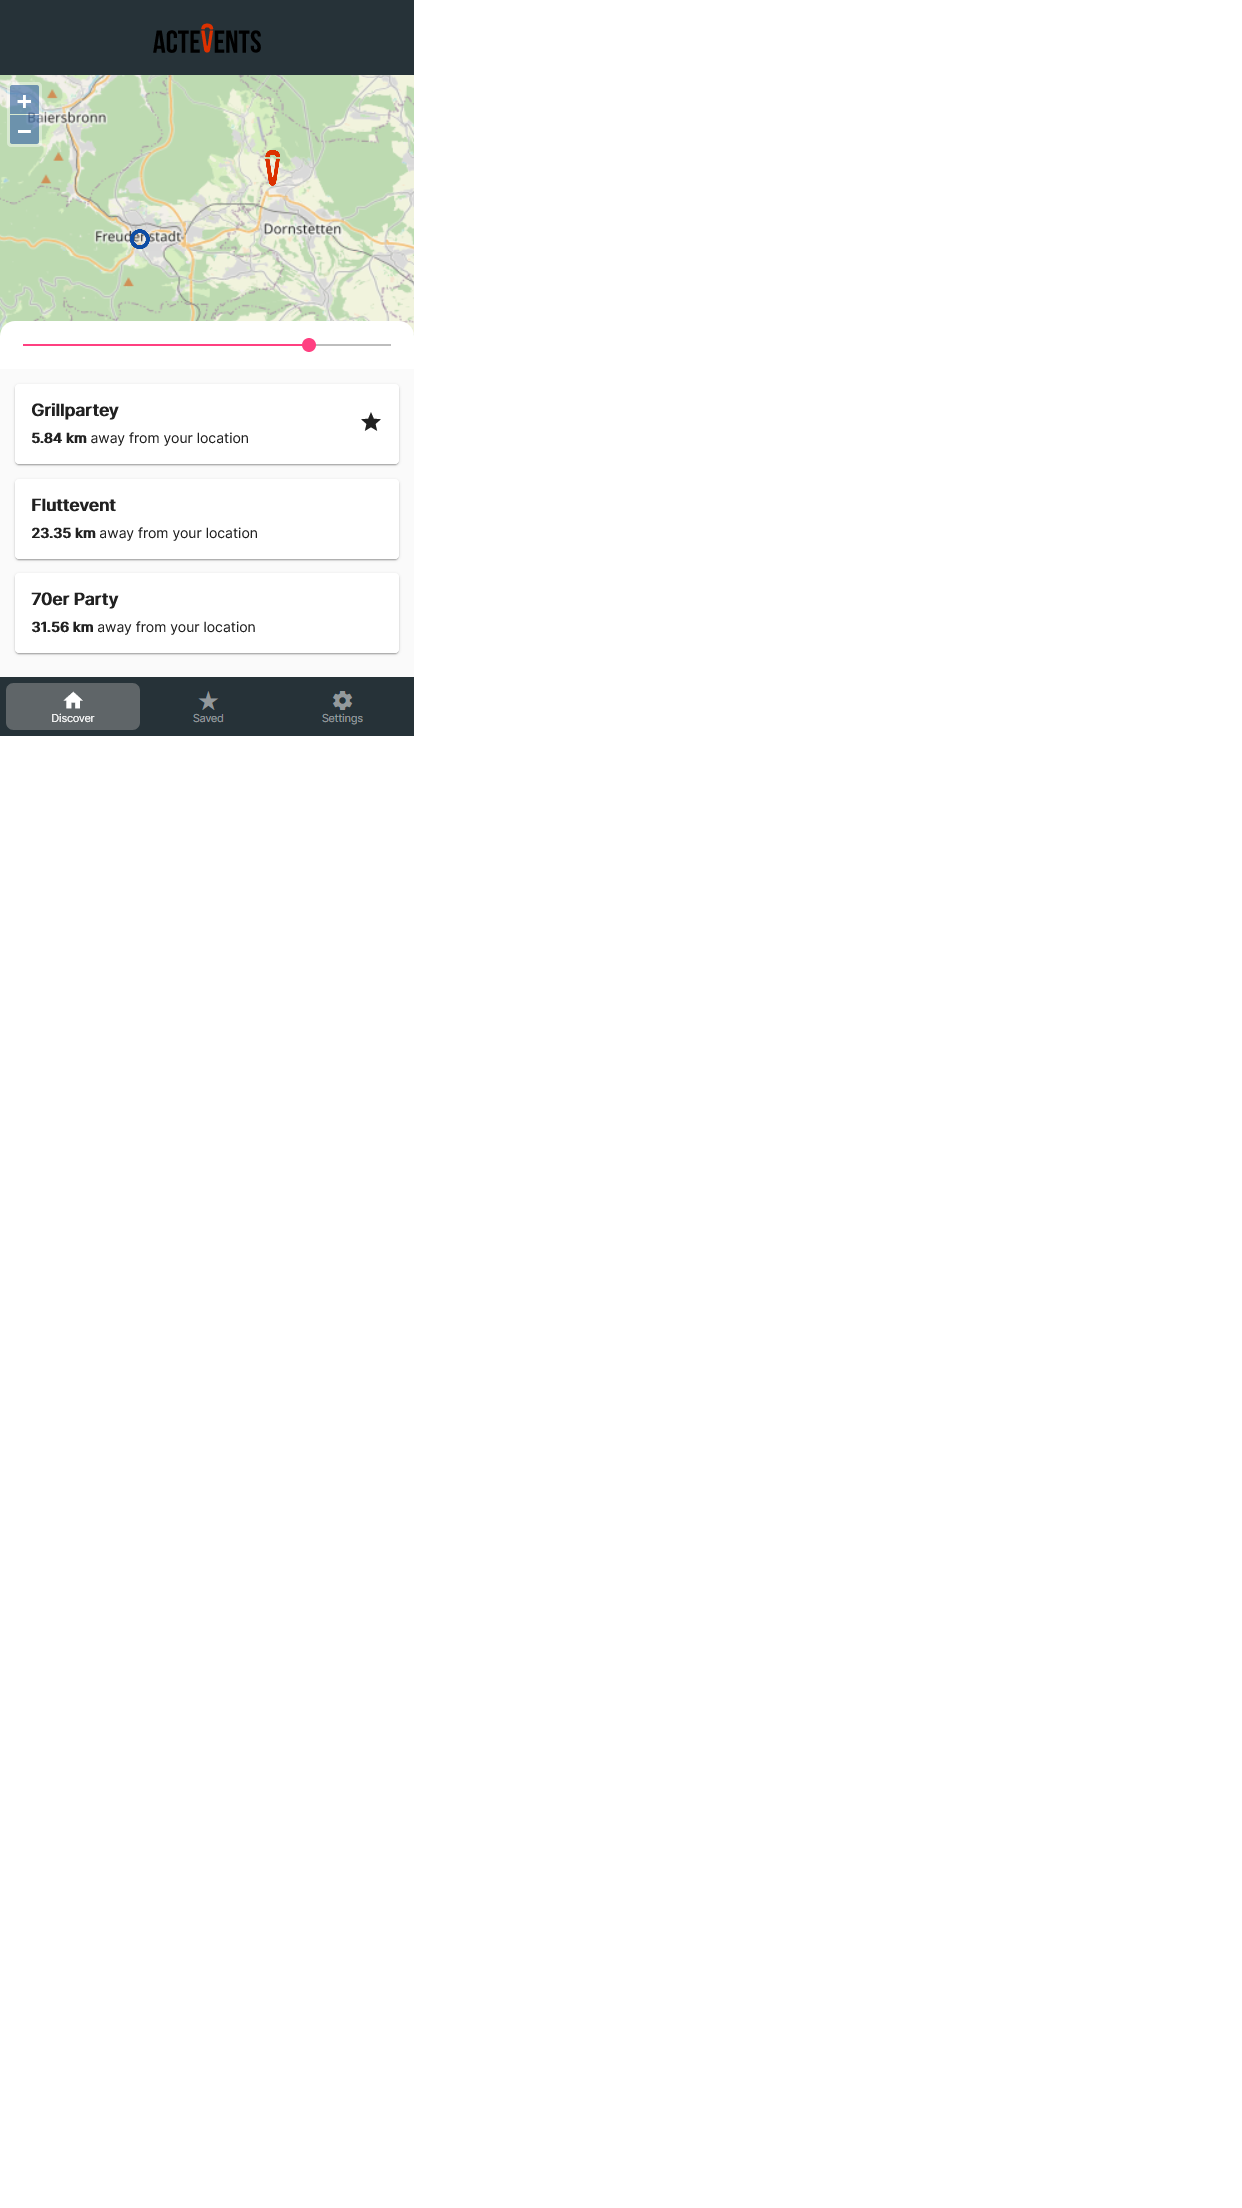 ACTEVENTS
+
Baiersbronn
−
Freudenstadt
Dornstetten
Grillpartey
5.84 km away from your location
Fluttevent
23.35 km away from your location
70er Party
31.56 km away from your location
Discover
Saved
Settings